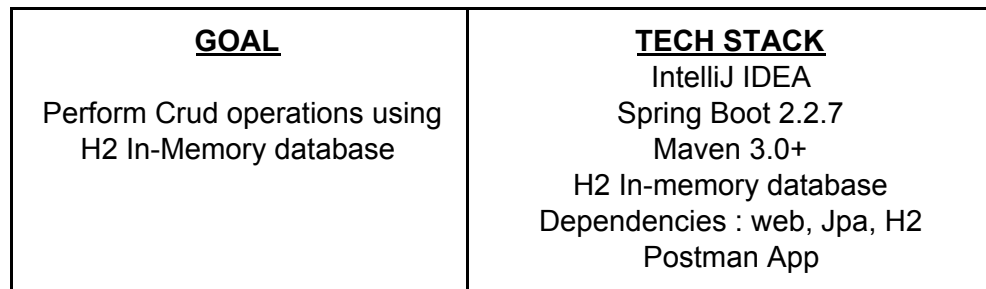 GOAL
Perform Crud operations using
H2 In-Memory database
TECH STACK
IntelliJ IDEA
Spring Boot 2.2.7
Maven 3.0+
H2 In-memory database
Dependencies : web, Jpa, H2
Postman App